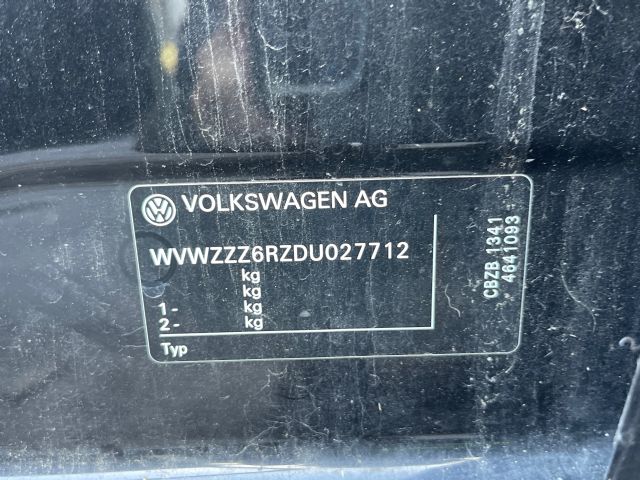 VOLKSWAGEN AG
WVWZZZ6RZDU027712
kg
kg
1- kg
2- kg
Typ
CBZB 1341
4641093